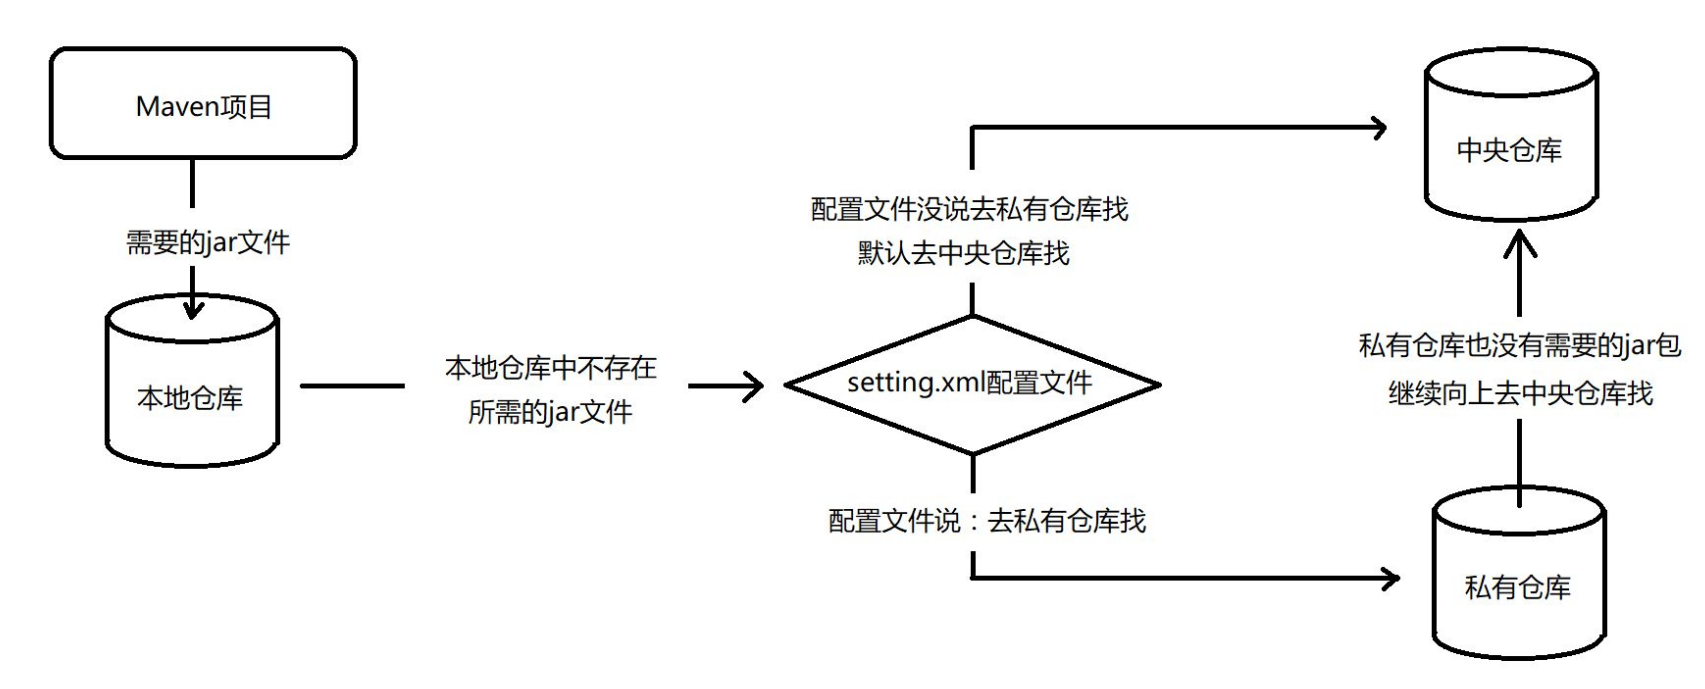 Maven项目
需要的jar文件
本地仓库
本地仓库中不存在
所需的jar文件
配置文件没说去私有仓库找
默认去中央仓库找
setting.xml配置文件
配置文件说：去私有仓库找
中央仓库
私有仓库也没有需要的jar包
继续向上去中央仓库找
私有仓库